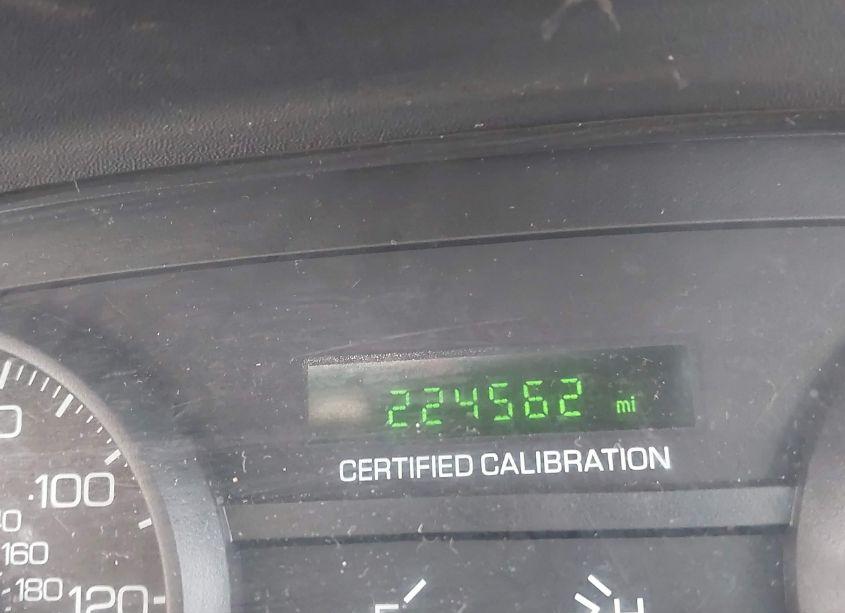 224562 mi
CERTIFIED CALIBRATION
100
160
180 120
H